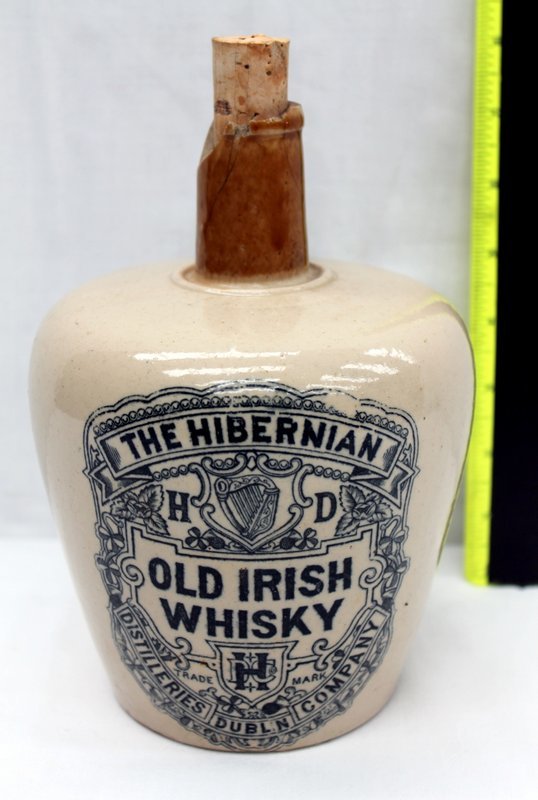 THE HIBERNIAN
H D
OLD IRISH
WHISKY
TRADE MARK
DISTILLERIES DUBLIN COMPANY